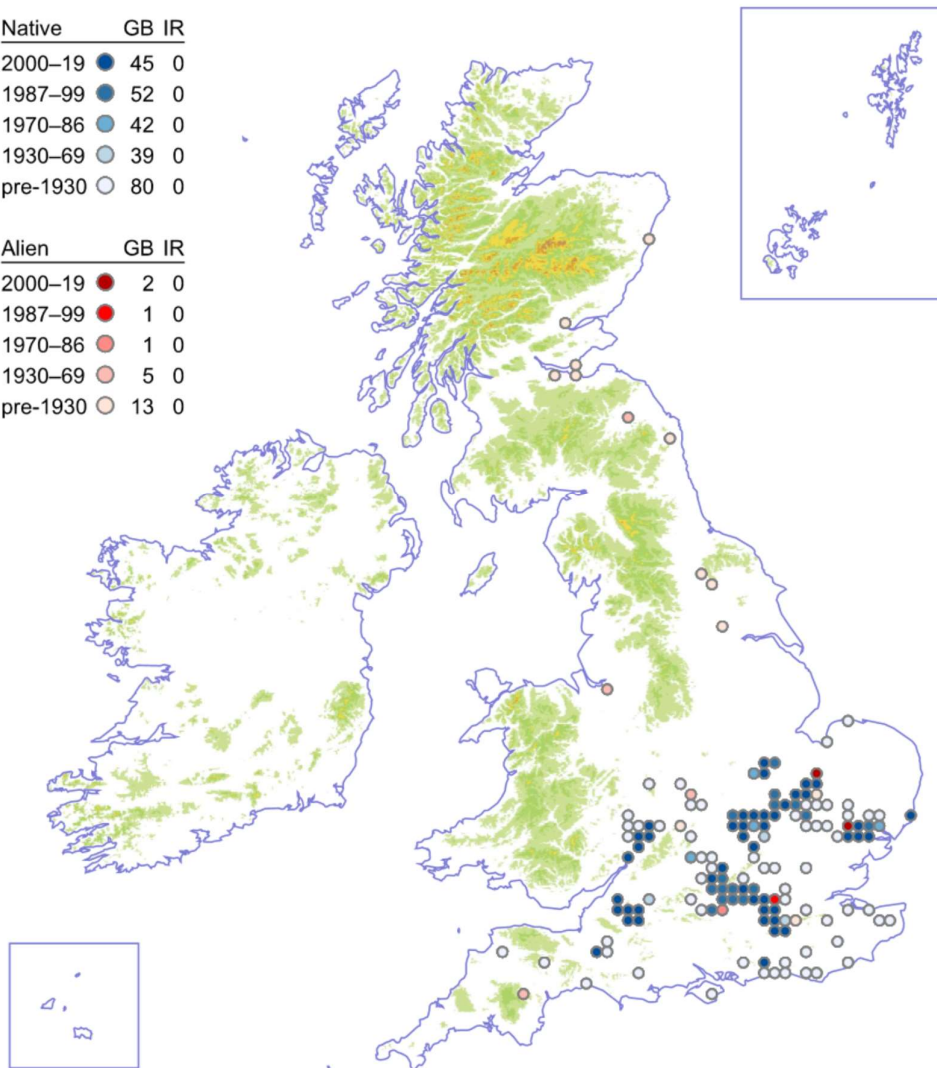 Native GB IR
2000–19 45 0
1987–99 52 0
1970–86 42 0
1930–69 39 0
pre-1930 80 0
Alien GB IR
2000–19 2 0
1987–99 1 0
1970–86 1 0
1930–69 5 0
pre-1930 13 0